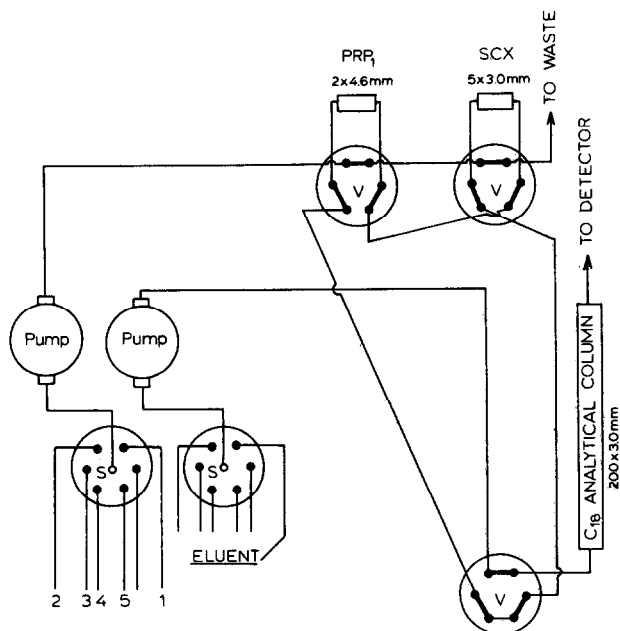 PRP₁
2x4.6mm
SCX
5x3.0mm
TO WASTE
V
V
TO DETECTOR
Pump
Pump
C₁₈ ANALYTICAL COLUMN
200x3.0mm
S
S
ELUENT
2 3 4 5 1
V